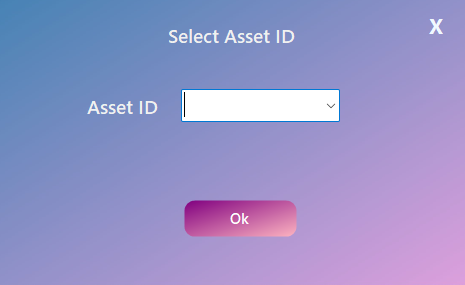 Select Asset ID
X
Asset ID
Ok